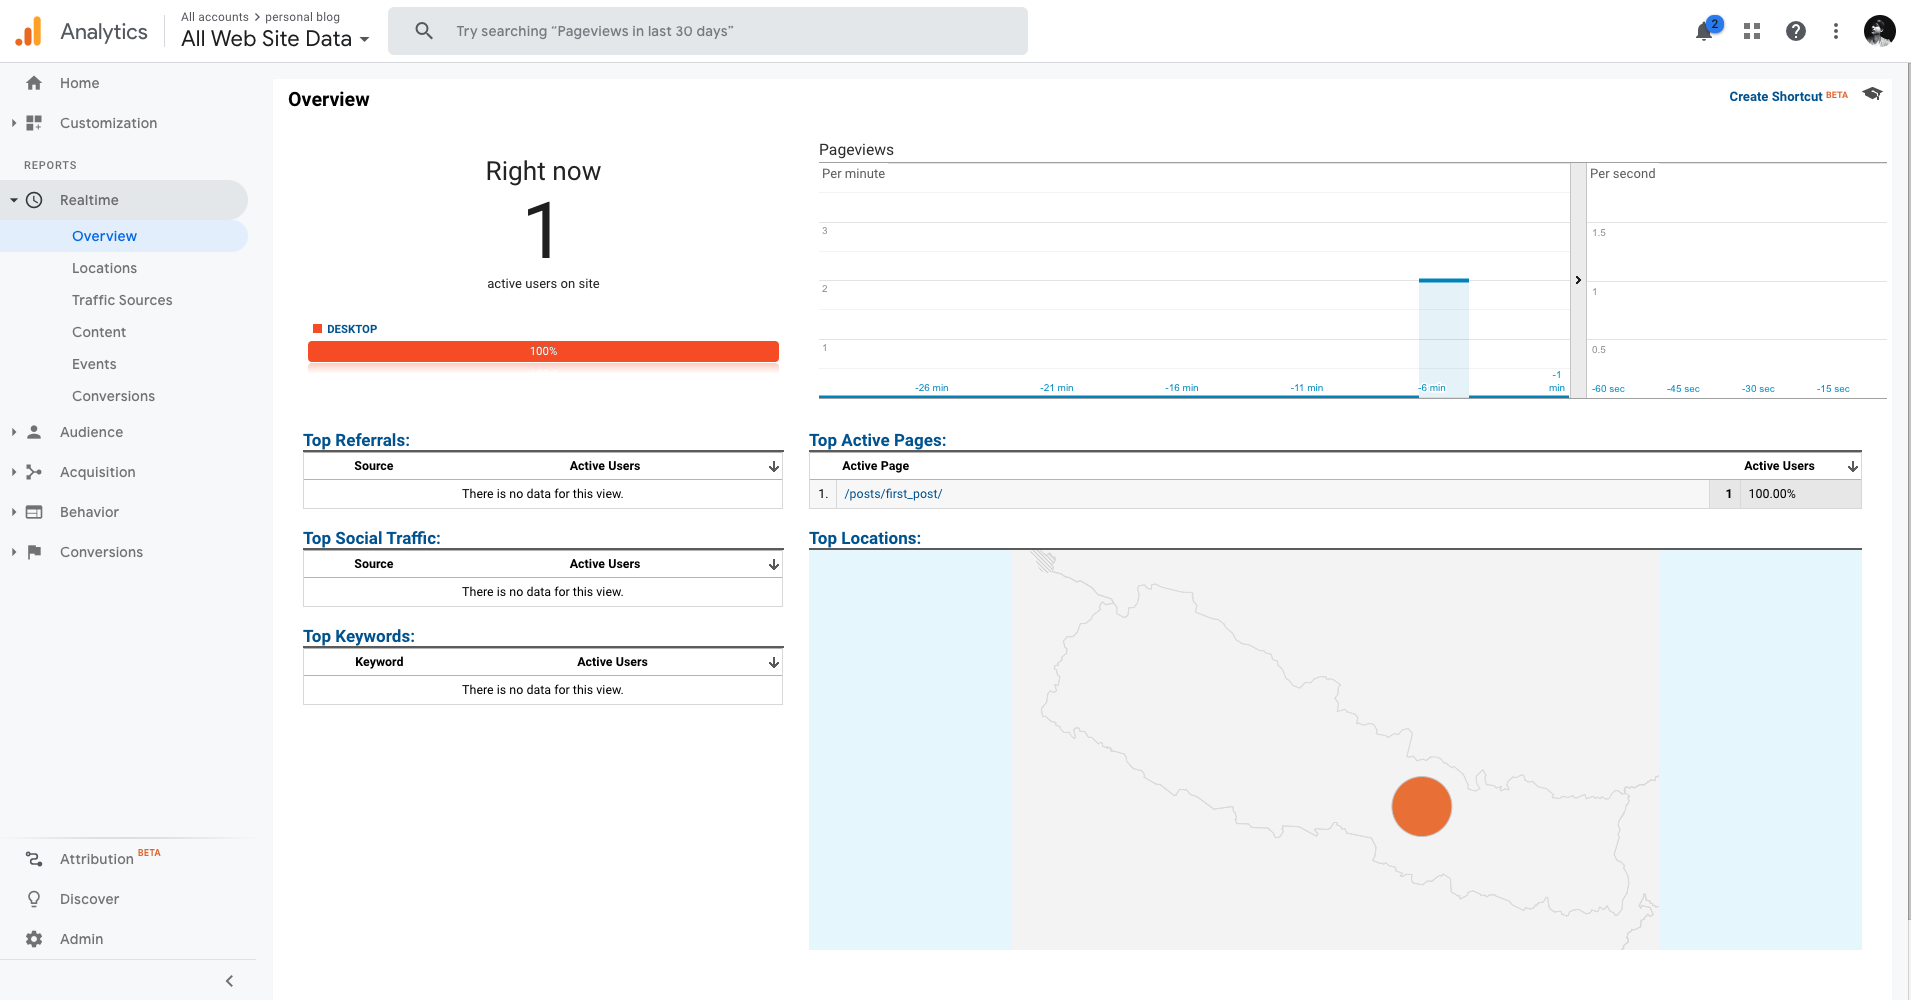 Analytics
All accounts > personal blog
All Web Site Data
Try searching “Pageviews in last 30 days”
2
Home
Customization
REPORTS
Realtime
Overview
Locations
Traffic Sources
Content
Events
Conversions
Audience
Acquisition
Behavior
Conversions
Attribution BETA
Discover
Admin
Overview
Create Shortcut BETA
Right now
1
active users on site
DESKTOP
100%
Pageviews
Per minute
3
2
1
-26 min
-21 min
-16 min
-11 min
-6 min
-1
min
Per second
1.5
1
0.5
-60 sec
-45 sec
-30 sec
-15 sec
Top Referrals:
Source Active Users
There is no data for this view.
Top Active Pages:
Active Page Active Users
1. /posts/first_post/ 1 100.00%
Top Social Traffic:
Source Active Users
There is no data for this view.
Top Keywords:
Keyword Active Users
There is no data for this view.
Top Locations: